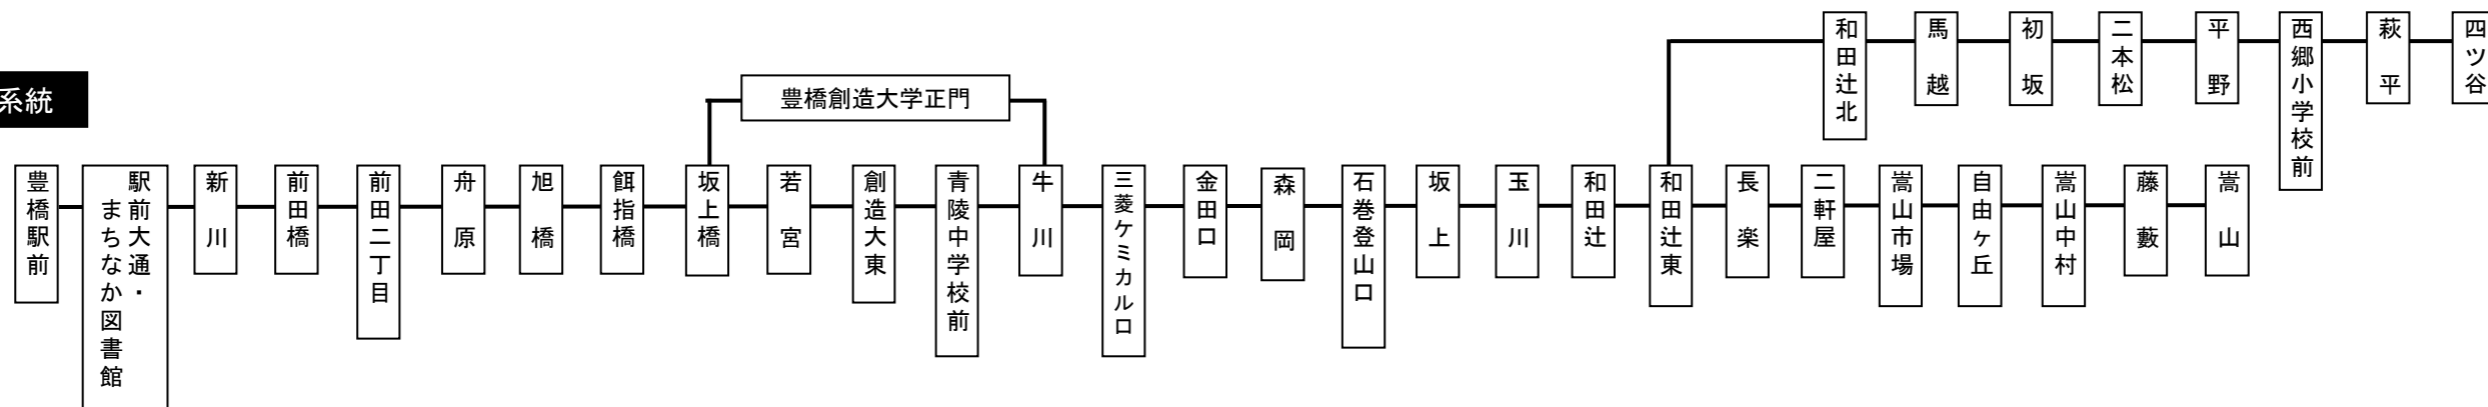 和田辻北
馬越
初坂
二本松
平野
西郷小学校前
萩平
四ツ谷
系統
豊橋創造大学正門
豊橋駅前
駅前大通・
まちなか図書館
新川
前田橋
前田二丁目
舟原
旭橋
餌指橋
坂上橋
若宮
創造大東
青陵中学校前
牛川
三菱ケミカル口
金田口
森岡
石巻登山口
坂上
玉川
和田辻
和田辻東
長楽
二軒屋
嵩山市場
自由ヶ丘
嵩山中村
藤藪
嵩山